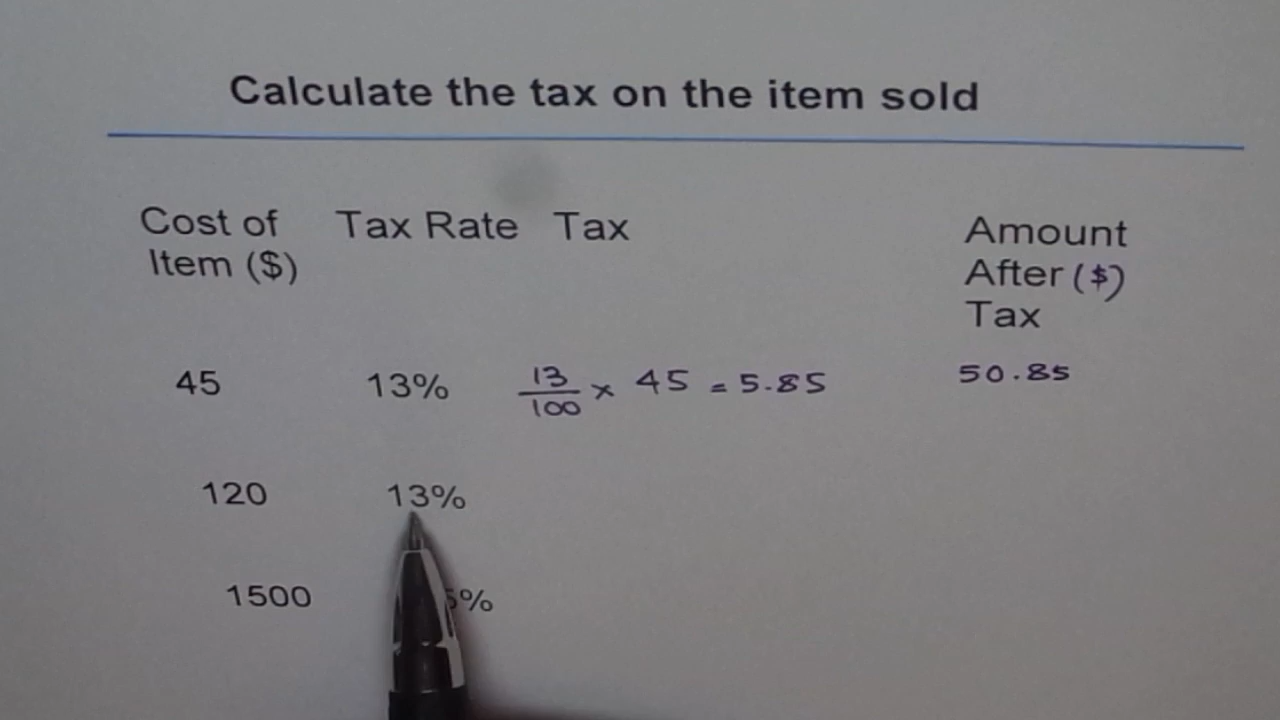 Calculate the tax on the item sold
Cost of Item ($) Tax Rate Tax Amount After ($) Tax
45 13% 13/100 × 45 = 5.85 50.85
120 13%
1500 5%